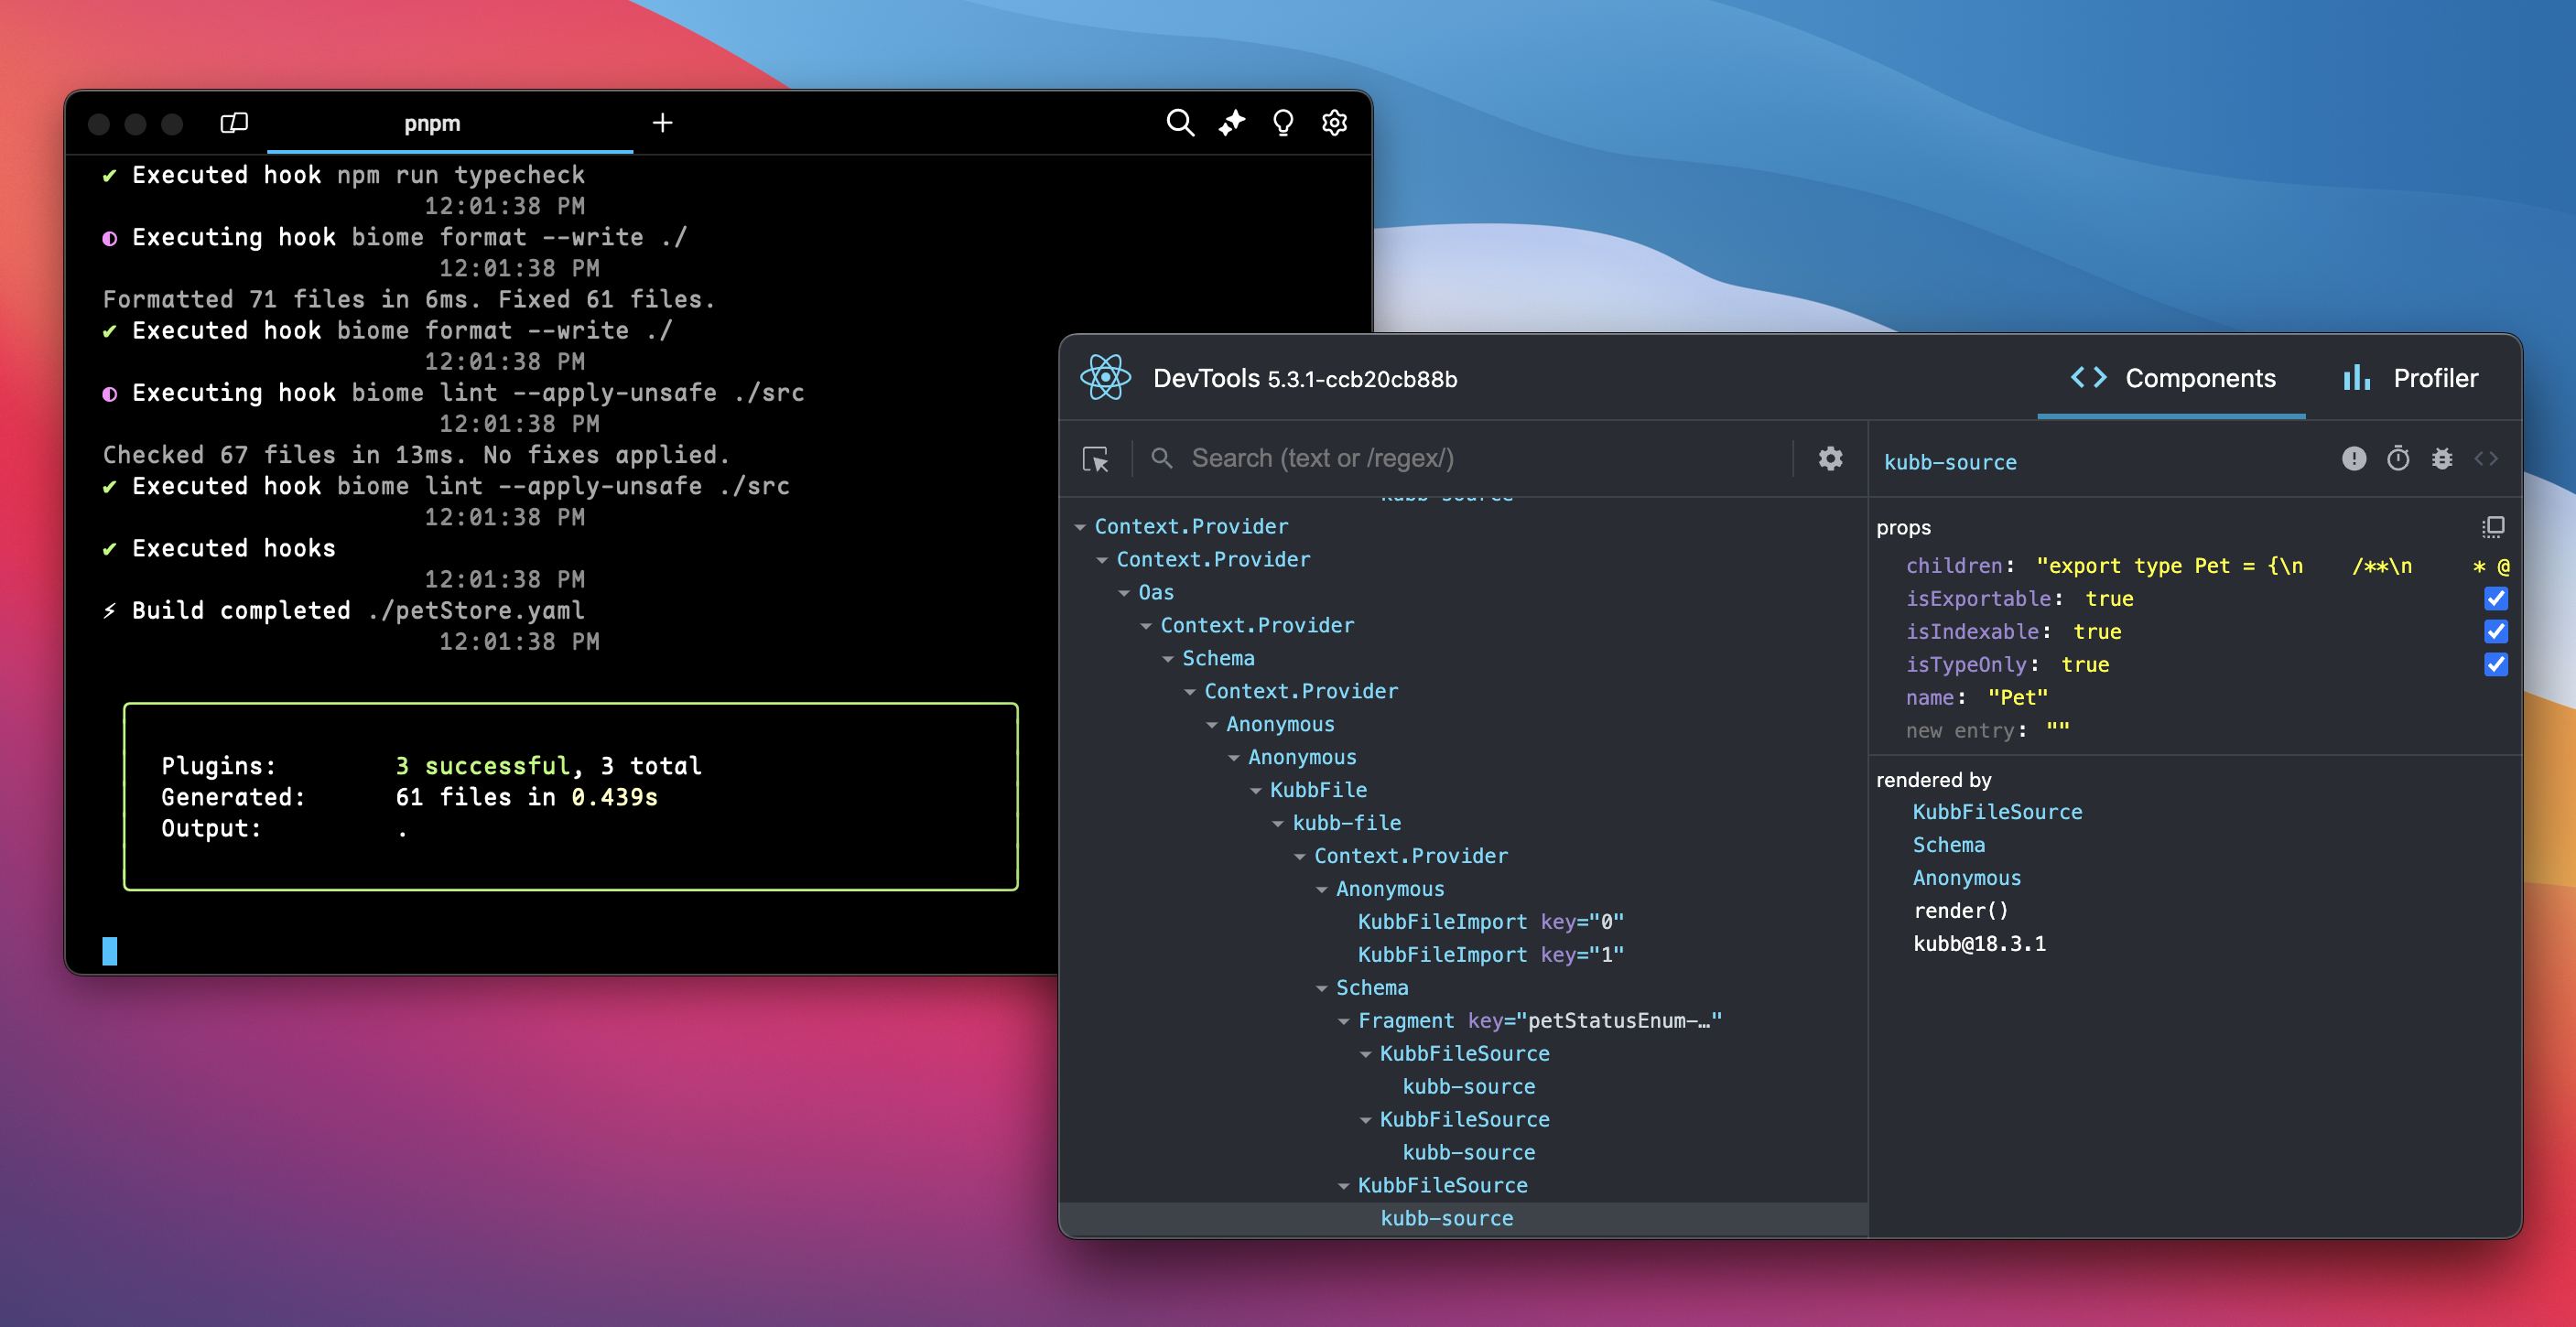 pnpm
✔ Executed hook npm run typecheck
12:01:38 PM
◐ Executing hook biome format --write ./
12:01:38 PM
Formatted 71 files in 6ms. Fixed 61 files.
✔ Executed hook biome format --write ./
12:01:38 PM
◐ Executing hook biome lint --apply-unsafe ./src
12:01:38 PM
Checked 67 files in 13ms. No fixes applied.
✔ Executed hook biome lint --apply-unsafe ./src
12:01:38 PM
✔ Executed hooks
12:01:38 PM
⚡ Build completed ./petStore.yaml
12:01:38 PM
Plugins: 3 successful, 3 total
Generated: 61 files in 0.439s
Output: .
DevTools 5.3.1-ccb20cb88b
Components
Profiler
Search (text or /regex/)
kubb-source
Context.Provider
Context.Provider
Oas
Context.Provider
Schema
Context.Provider
Anonymous
Anonymous
KubbFile
kubb-file
Context.Provider
Anonymous
KubbFileImport key="0"
KubbFileImport key="1"
Schema
Fragment key="petStatusEnum-…"
KubbFileSource
kubb-source
KubbFileSource
kubb-source
KubbFileSource
kubb-source
kubb-source
props
children: "export type Pet = {\n /**\n * @
isExportable: true
isIndexable: true
isTypeOnly: true
name: "Pet"
new entry: ""
rendered by
KubbFileSource
Schema
Anonymous
render()
kubb@18.3.1